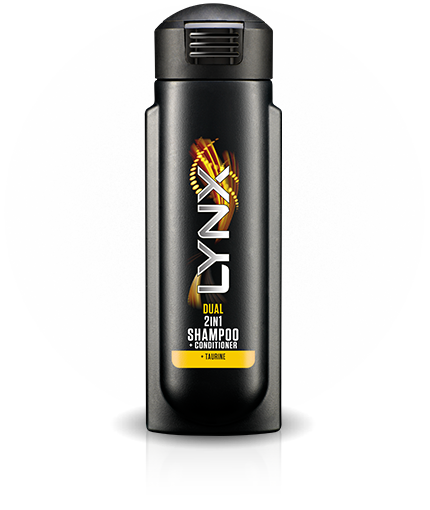 LYNX
DUAL
2IN1
SHAMPOO
+ CONDITIONER
+ TAURINE